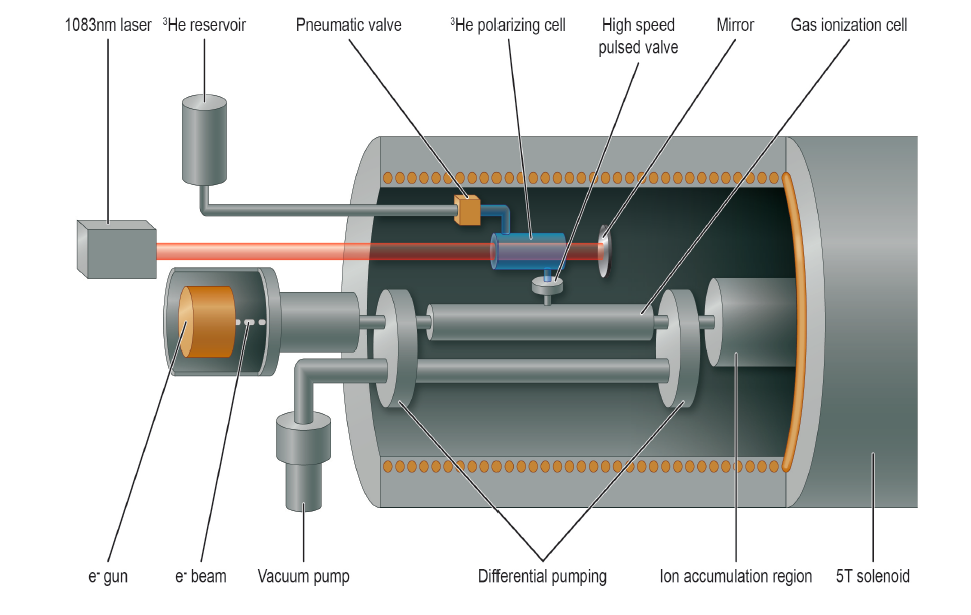 1083nm laser
³He reservoir
Pneumatic valve
³He polarizing cell
High speed
pulsed valve
Mirror
Gas ionization cell
e⁻ gun
e⁻ beam
Vacuum pump
Differential pumping
Ion accumulation region
5T solenoid